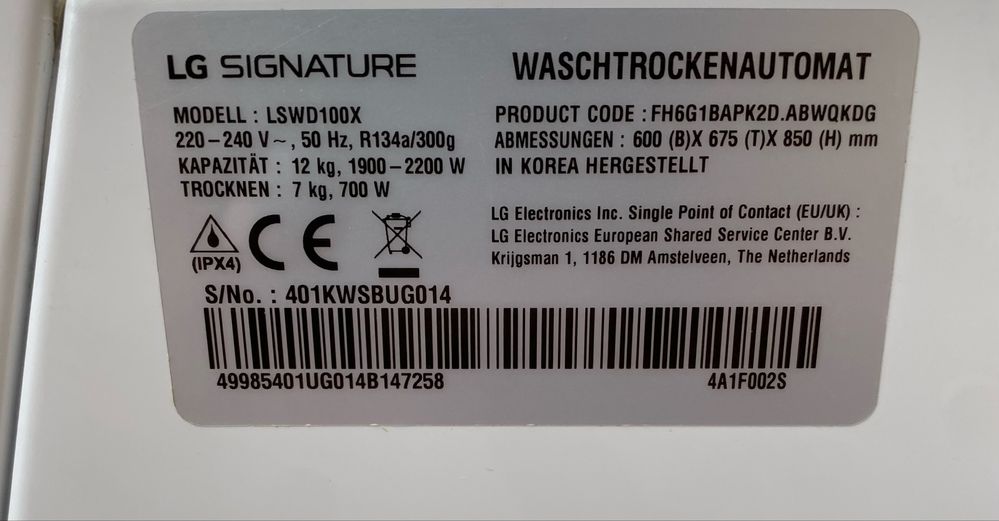 LG SIGNATURE
WASCHTROCKENAUTOMAT
MODELL : LSWD100X
220–240 V~, 50 Hz, R134a/300g
KAPAZITÄT : 12 kg, 1900–2200 W
TROCKNEN : 7 kg, 700 W
PRODUCT CODE : FH6G1BAPK2D.ABWQKDG
ABMESSUNGEN : 600 (B)X 675 (T)X 850 (H) mm
IN KOREA HERGESTELLT
LG Electronics Inc. Single Point of Contact (EU/UK) :
LG Electronics European Shared Service Center B.V.
Krijgsman 1, 1186 DM Amstelveen, The Netherlands
(IPX4)
CE
S/No. : 401KWSBUG014
49985401UG014B147258
4A1F002S